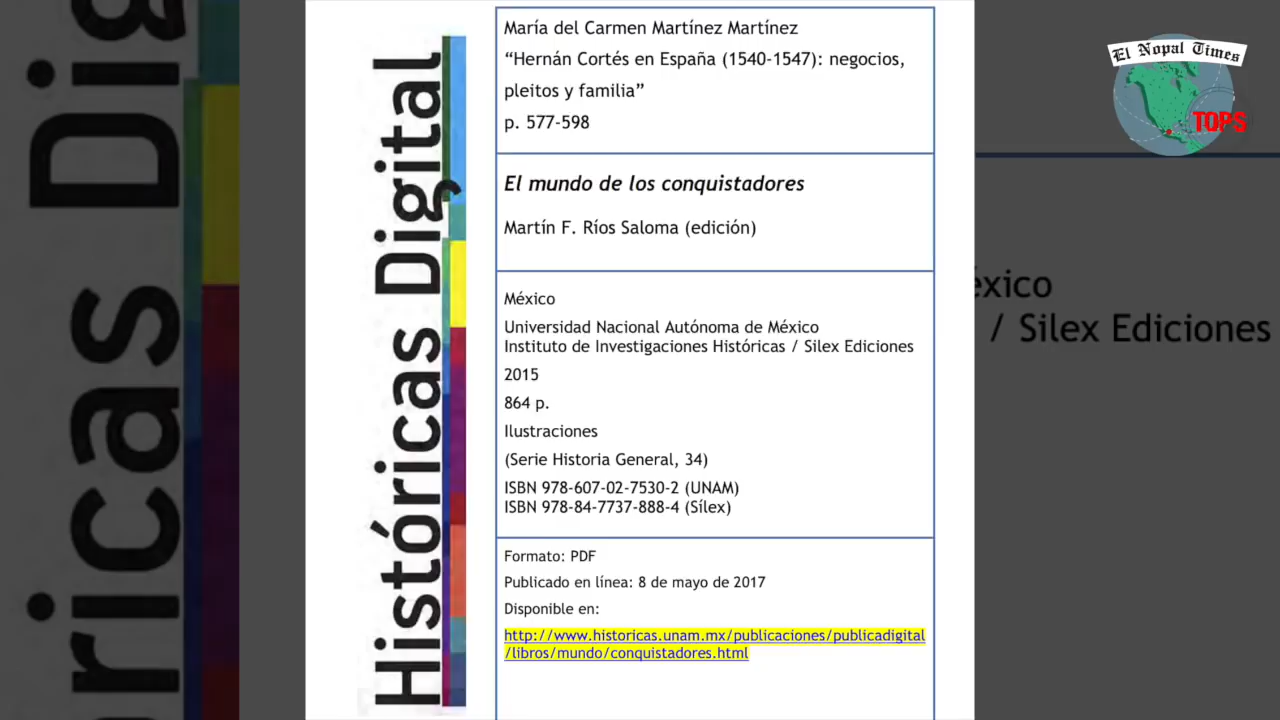 María del Carmen Martínez Martínez
“Hernán Cortés en España (1540-1547): negocios,
pleitos y familia”
p. 577-598
El mundo de los conquistadores
Martín F. Ríos Saloma (edición)
México
Universidad Nacional Autónoma de México
Instituto de Investigaciones Históricas / Silex Ediciones
2015
864 p.
Ilustraciones
(Serie Historia General, 34)
ISBN 978-607-02-7530-2 (UNAM)
ISBN 978-84-7737-888-4 (Sílex)
Formato: PDF
Publicado en línea: 8 de mayo de 2017
Disponible en:
http://www.historicas.unam.mx/publicaciones/publicadigital
/libros/mundo/conquistadores.html
Históricas Digital
El Nopal Times
TOPS
ricas Di
éxico
/ Silex Ediciones